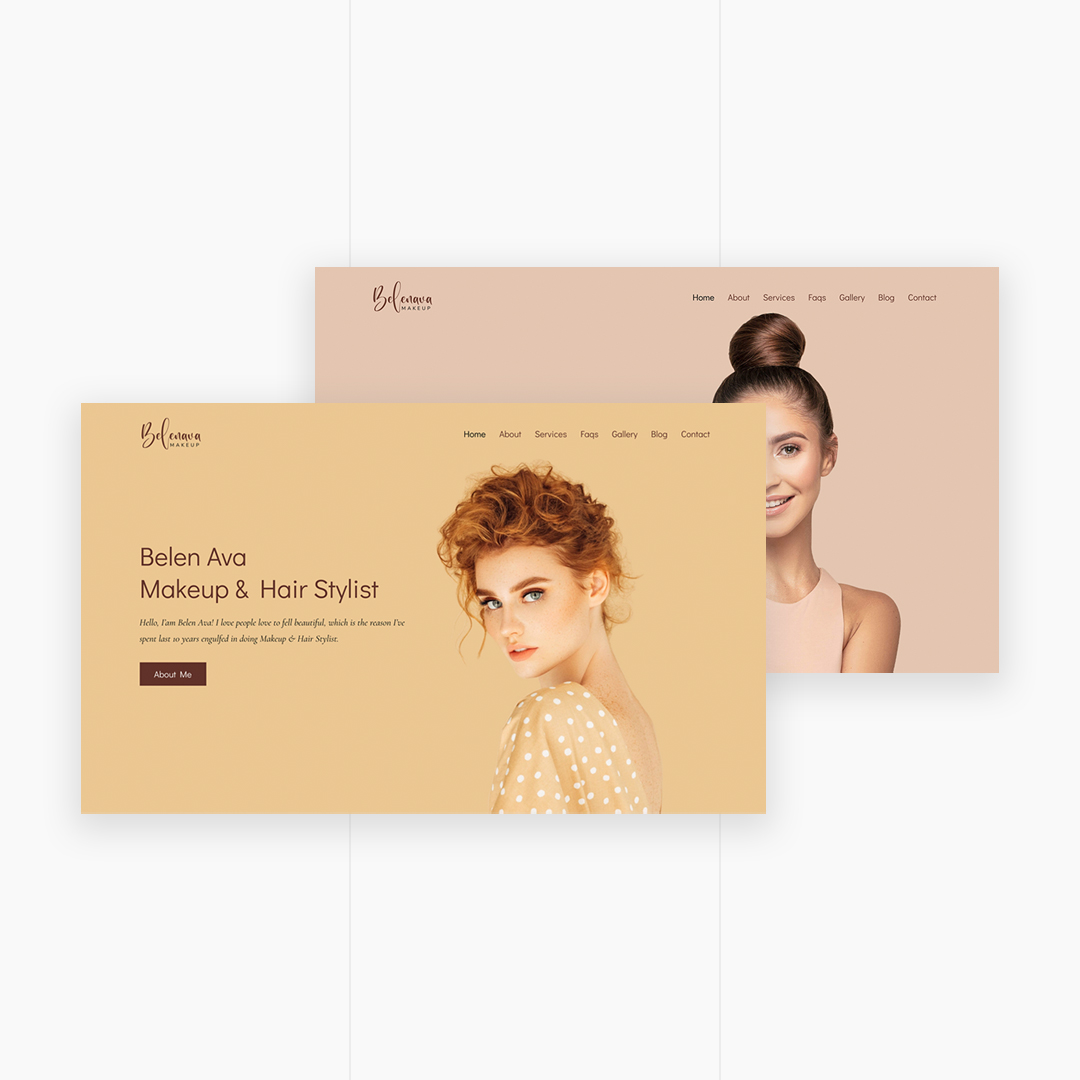 Belenava
MAKEUP
Home About Services Faqs Gallery Blog Contact
Belenava
MAKEUP
Home About Services Faqs Gallery Blog Contact
Belen Ava
Makeup & Hair Stylist
Hello, I'am Belen Ava! I love people love to fell beautiful, which is the reason I've
spent last 10 years engulfed in doing Makeup & Hair Stylist.
About Me